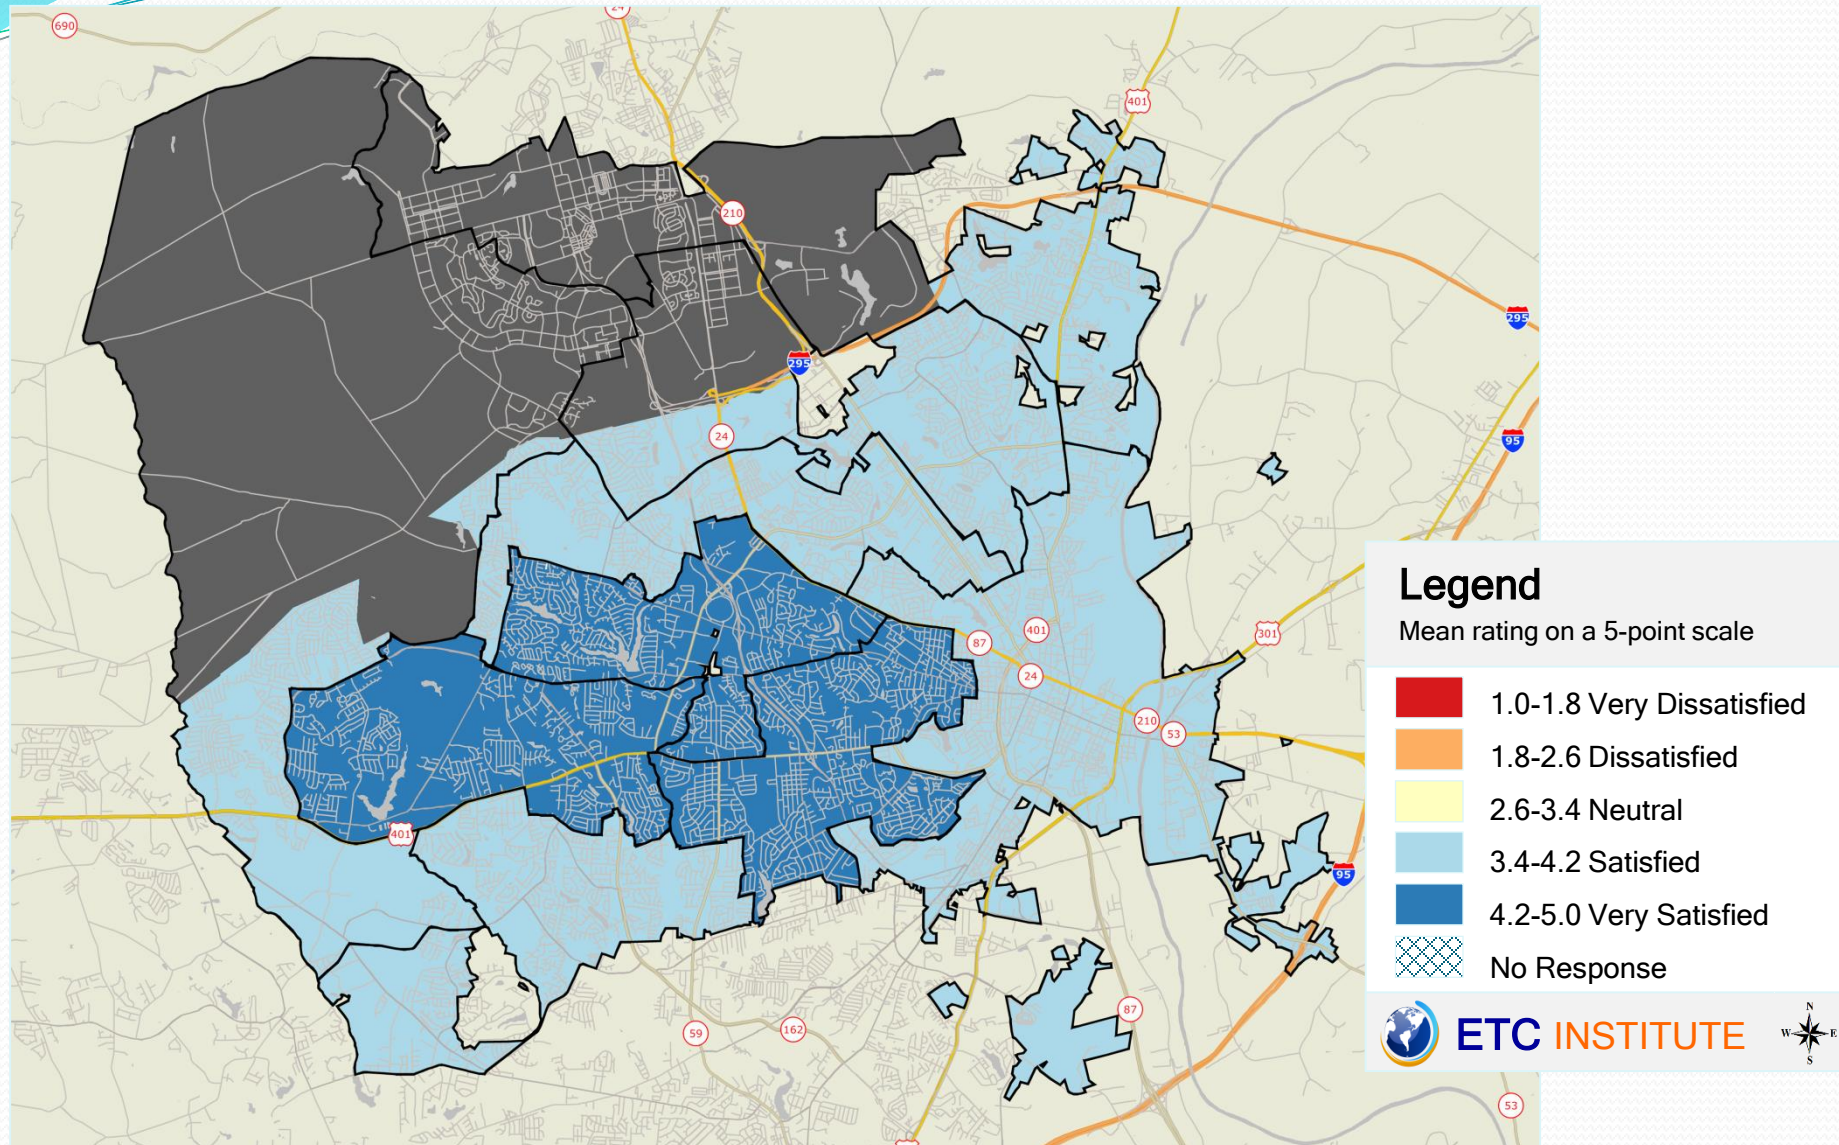 690
24
401
210
295
295
24
95
87
401
24
301
210
53
401
95
59
162
87
53
Legend
Mean rating on a 5-point scale
1.0-1.8 Very Dissatisfied
1.8-2.6 Dissatisfied
2.6-3.4 Neutral
3.4-4.2 Satisfied
4.2-5.0 Very Satisfied
No Response
ETC INSTITUTE
N
W E
S